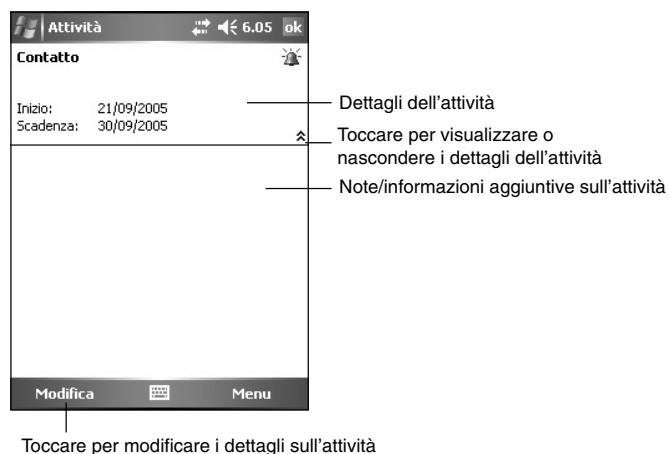 Attività 6.05 ok
Contatto
Inizio: 21/09/2005
Scadenza: 30/09/2005
Dettagli dell'attività
Toccare per visualizzare o
nascondere i dettagli dell'attività
Note/informazioni aggiuntive sull'attività
Modifica Menu
Toccare per modificare i dettagli sull'attività